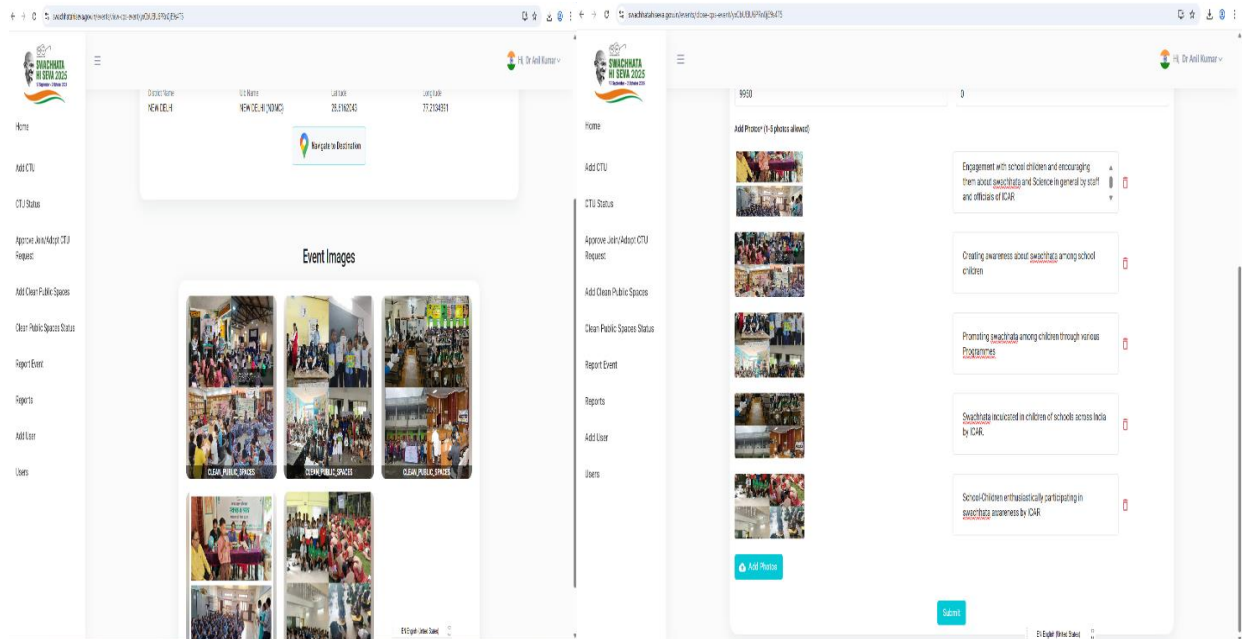 SWACHHATA
HI SEVA 2025
Hi, Dr Anil Kumar
Home
Add CTU
CTU Status
Approve Join/Adopt CTU
Request
Add Clean Public Spaces
Clean Public Spaces Status
Report Event
Reports
Add User
Users
District Name
Latitude
Longitude
NEW DELHI
NEW DELHI (NDMC)
Navigate to Destination
Event Images
CLEAN_PUBLIC_SPACES
CLEAN_PUBLIC_SPACES
CLEAN_PUBLIC_SPACES
EN English (United States)
SWACHHATA
HI SEVA 2025
Hi, Dr Anil Kumar
Home
Add CTU
CTU Status
Approve Join/Adopt CTU
Request
Add Clean Public Spaces
Clean Public Spaces Status
Report Event
Reports
Add User
Users
9950
0
Add Photos* (1-5 photos allowed)
Engagement with school children and encouraging
them about swachhata and Science in general by staff
and officials of ICAR
Creating awareness about swachhata among school
children
Promoting swachhata among children through various
Programmes
Swachhata inculcated in children of schools across India
by ICAR.
School-Children enthusiastically participating in
swachhata awareness by ICAR
Add Photos
Submit
EN English (United States)